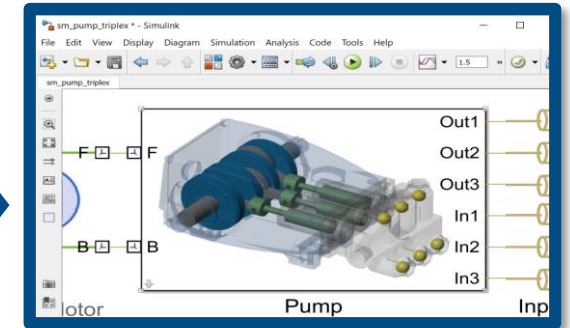 sm_pump_triplex * - Simulink
File Edit View Display Diagram Simulation Analysis Code Tools Help
1.5
sm_pump_triplex
Out1
F F Out2
Out3
In1
B B In2
In3
lotor Pump Inp